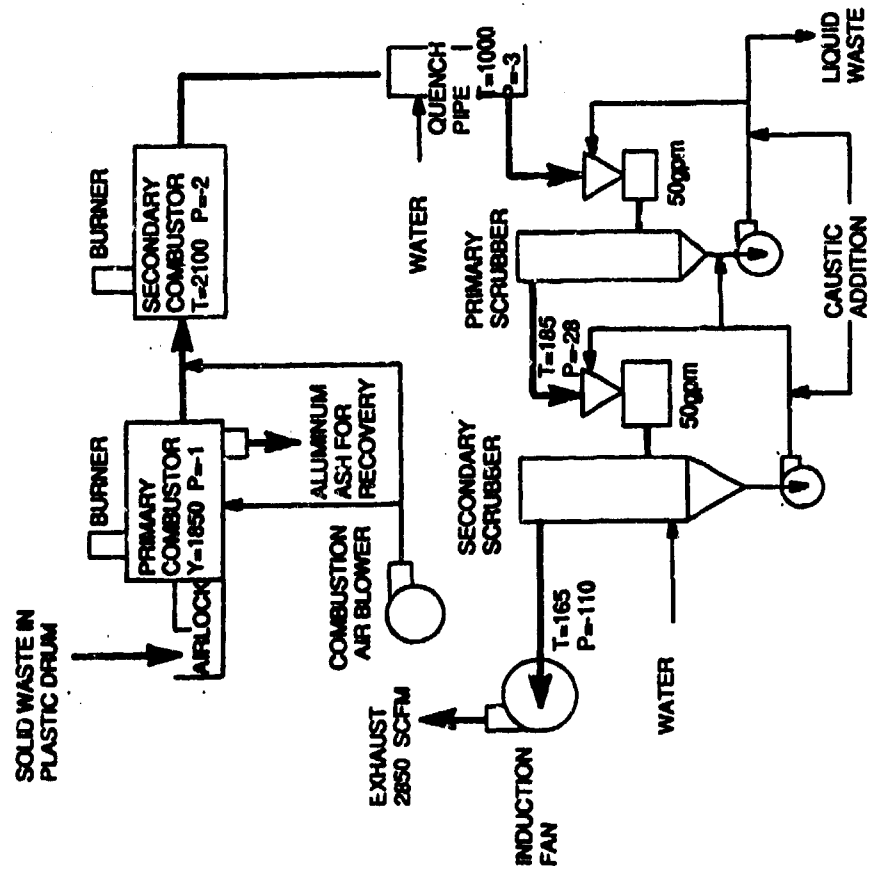 SOLID WASTE IN
PLASTIC DRUM
AIRLOCK
BURNER
PRIMARY
COMBUSTOR
Y=1850 P=-1
ALUMINUM
ASH FOR
RECOVERY
COMBUSTION
AIR BLOWER
BURNER
SECONDARY
COMBUSTOR
T=2100 P=-2
WATER
QUENCH
PIPE
T=1000
P=-3
50gpm
PRIMARY
SCRUBBER
T=185
P=-28
50gpm
SECONDARY
SCRUBBER
T=165
P=-110
WATER
EXHAUST
2850 SCFM
INDUCTION
FAN
CAUSTIC
ADDITION
LIQUID
WASTE